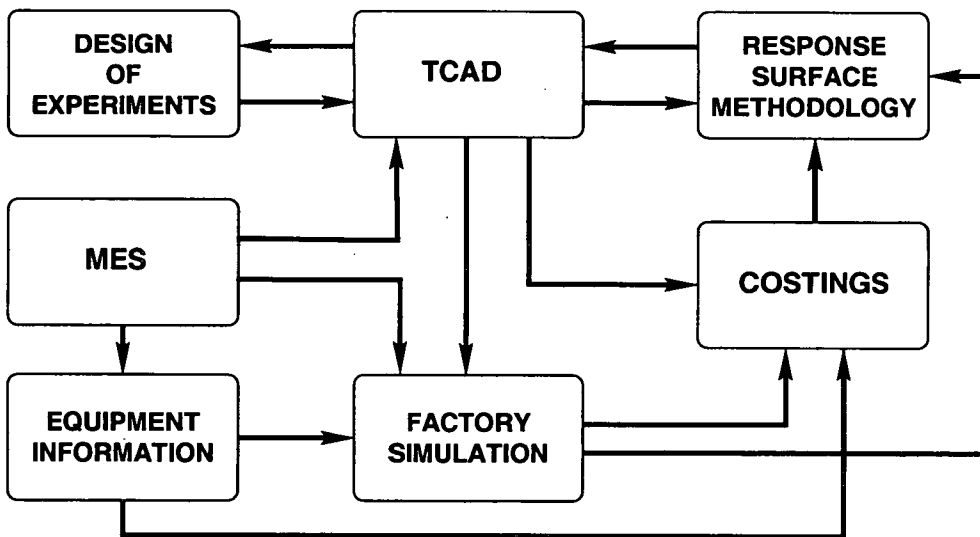 DESIGN
OF
EXPERIMENTS
TCAD
RESPONSE
SURFACE
METHODOLOGY
MES
COSTINGS
EQUIPMENT
INFORMATION
FACTORY
SIMULATION